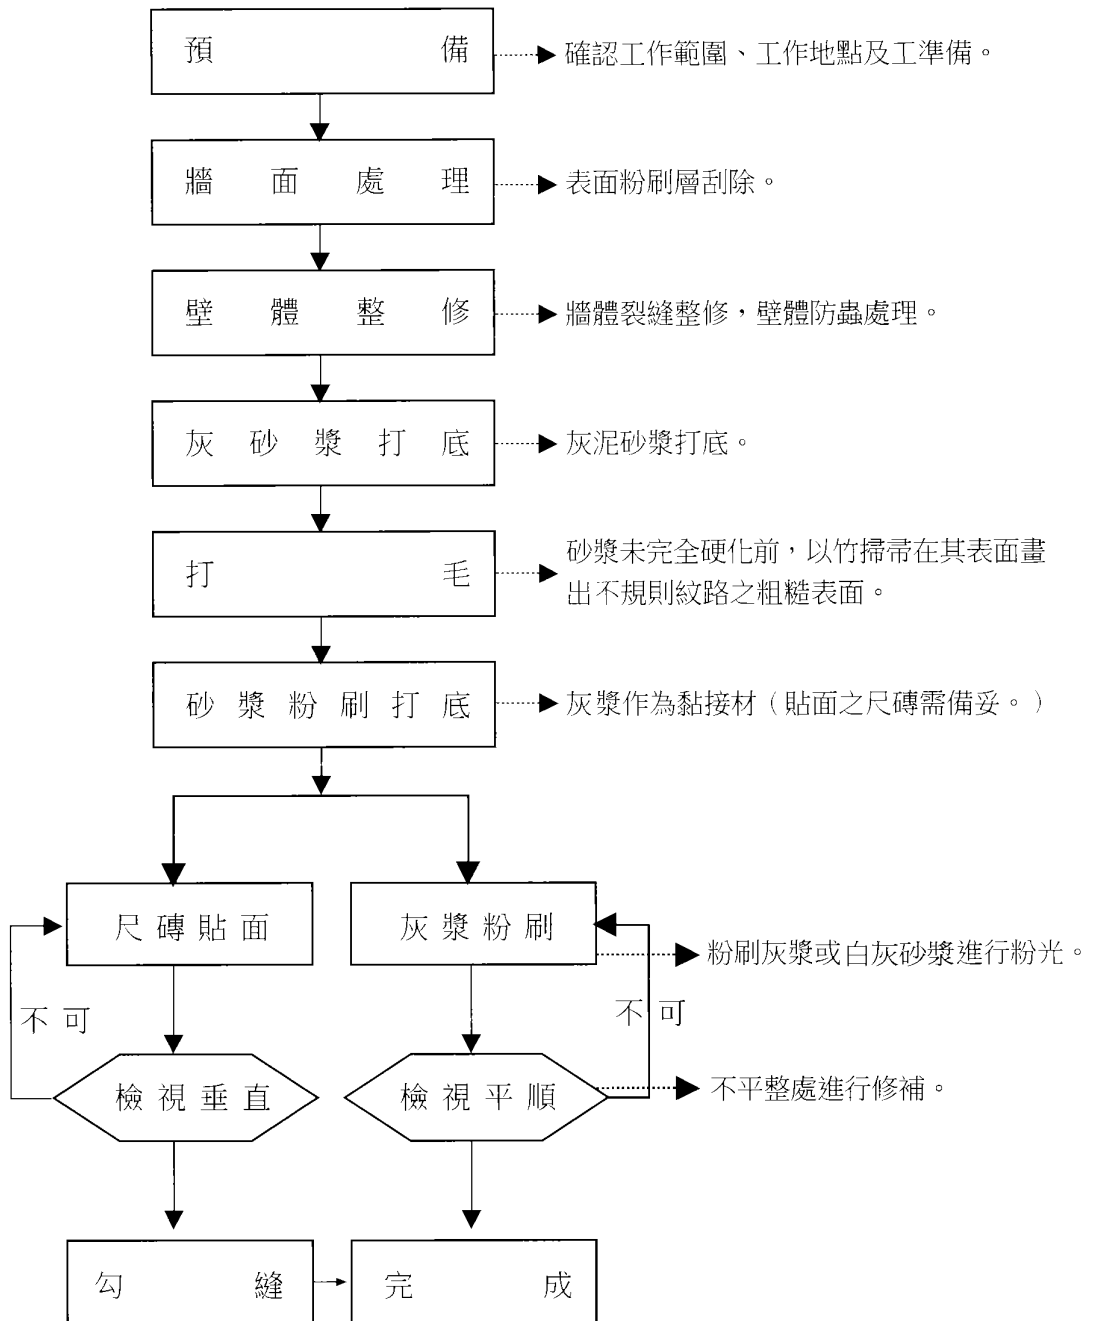 預備
確認工作範圍、工作地點及工準備。
牆面處理
表面粉刷層刮除。
壁體整修
牆體裂縫整修，壁體防蟲處理。
灰砂漿打底
灰泥砂漿打底。
打毛
砂漿未完全硬化前，以竹掃帚在其表面畫
出不規則紋路之粗糙表面。
砂漿粉刷打底
灰漿作為黏接材（貼面之尺磚需備妥。）
尺磚貼面
灰漿粉刷
粉刷灰漿或白灰砂漿進行粉光。
不可
不可
檢視垂直
檢視平順
不平整處進行修補。
勾縫
完成